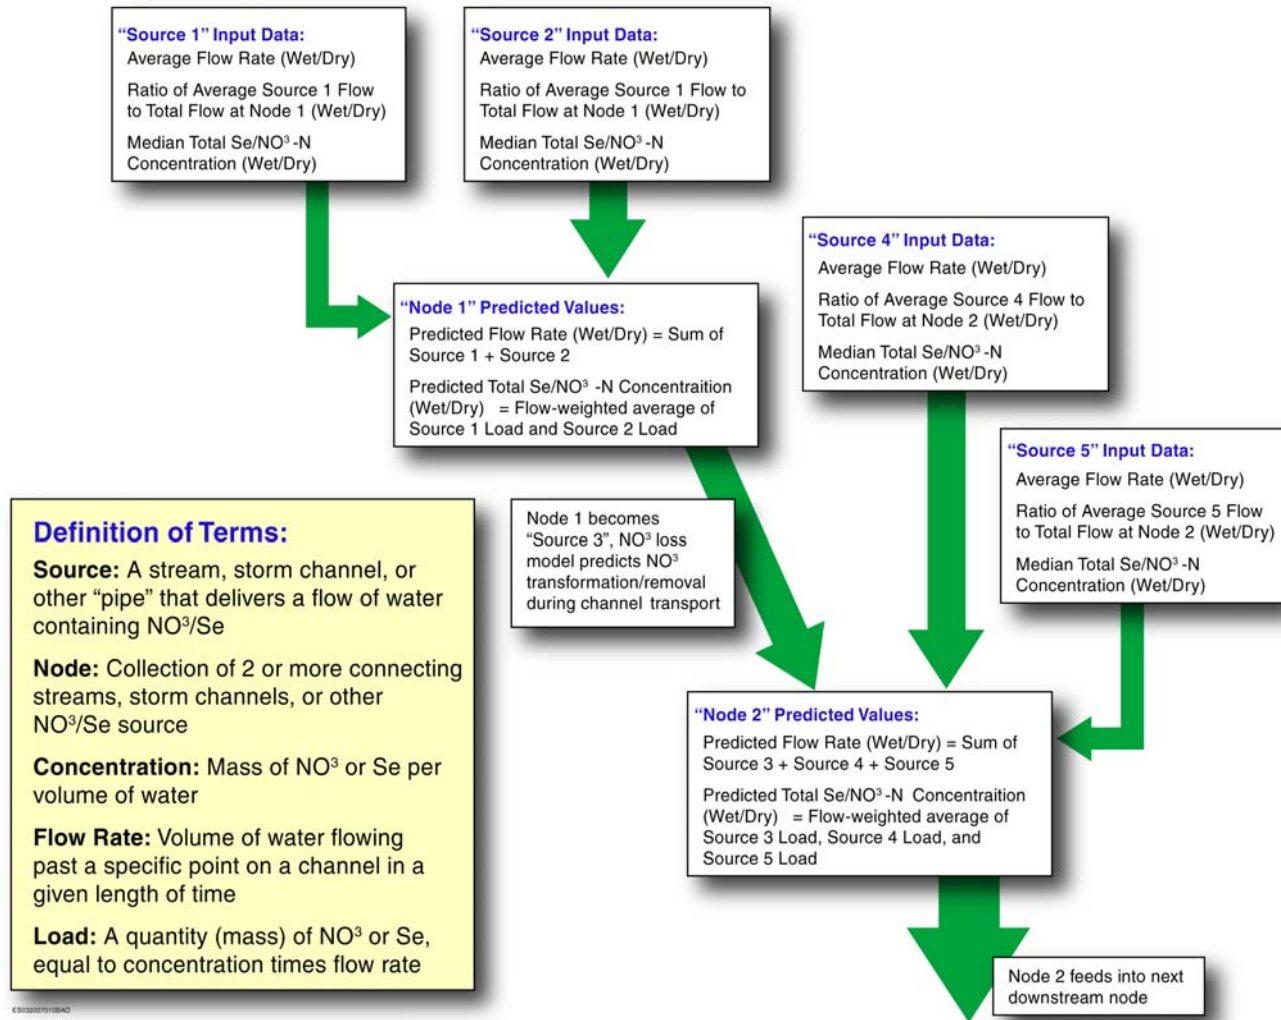 “Source 1” Input Data:
Average Flow Rate (Wet/Dry)
Ratio of Average Source 1 Flow
to Total Flow at Node 1 (Wet/Dry)
Median Total Se/NO³ -N
Concentration (Wet/Dry)
“Source 2” Input Data:
Average Flow Rate (Wet/Dry)
Ratio of Average Source 1 Flow to
Total Flow at Node 1 (Wet/Dry)
Median Total Se/NO³ -N
Concentration (Wet/Dry)
“Source 4” Input Data:
Average Flow Rate (Wet/Dry)
Ratio of Average Source 4 Flow to
Total Flow at Node 2 (Wet/Dry)
Median Total Se/NO³ -N
Concentration (Wet/Dry)
“Node 1” Predicted Values:
Predicted Flow Rate (Wet/Dry) = Sum of
Source 1 + Source 2
Predicted Total Se/NO³ -N Concentraition
(Wet/Dry) = Flow-weighted average of
Source 1 Load and Source 2 Load
“Source 5” Input Data:
Average Flow Rate (Wet/Dry)
Ratio of Average Source 5 Flow
to Total Flow at Node 2 (Wet/Dry)
Median Total Se/NO³ -N
Concentration (Wet/Dry)
Node 1 becomes
“Source 3”, NO³ loss
model predicts NO³
transformation/removal
during channel transport
Definition of Terms:
Source: A stream, storm channel, or
other “pipe” that delivers a flow of water
containing NO³/Se
Node: Collection of 2 or more connecting
streams, storm channels, or other
NO³/Se source
Concentration: Mass of NO³ or Se per
volume of water
Flow Rate: Volume of water flowing
past a specific point on a channel in a
given length of time
Load: A quantity (mass) of NO³ or Se,
equal to concentration times flow rate
“Node 2” Predicted Values:
Predicted Flow Rate (Wet/Dry) = Sum of
Source 3 + Source 4 + Source 5
Predicted Total Se/NO³ -N Concentraition
(Wet/Dry) = Flow-weighted average of
Source 3 Load, Source 4 Load, and
Source 5 Load
Node 2 feeds into next
downstream node
ES032007010BAO